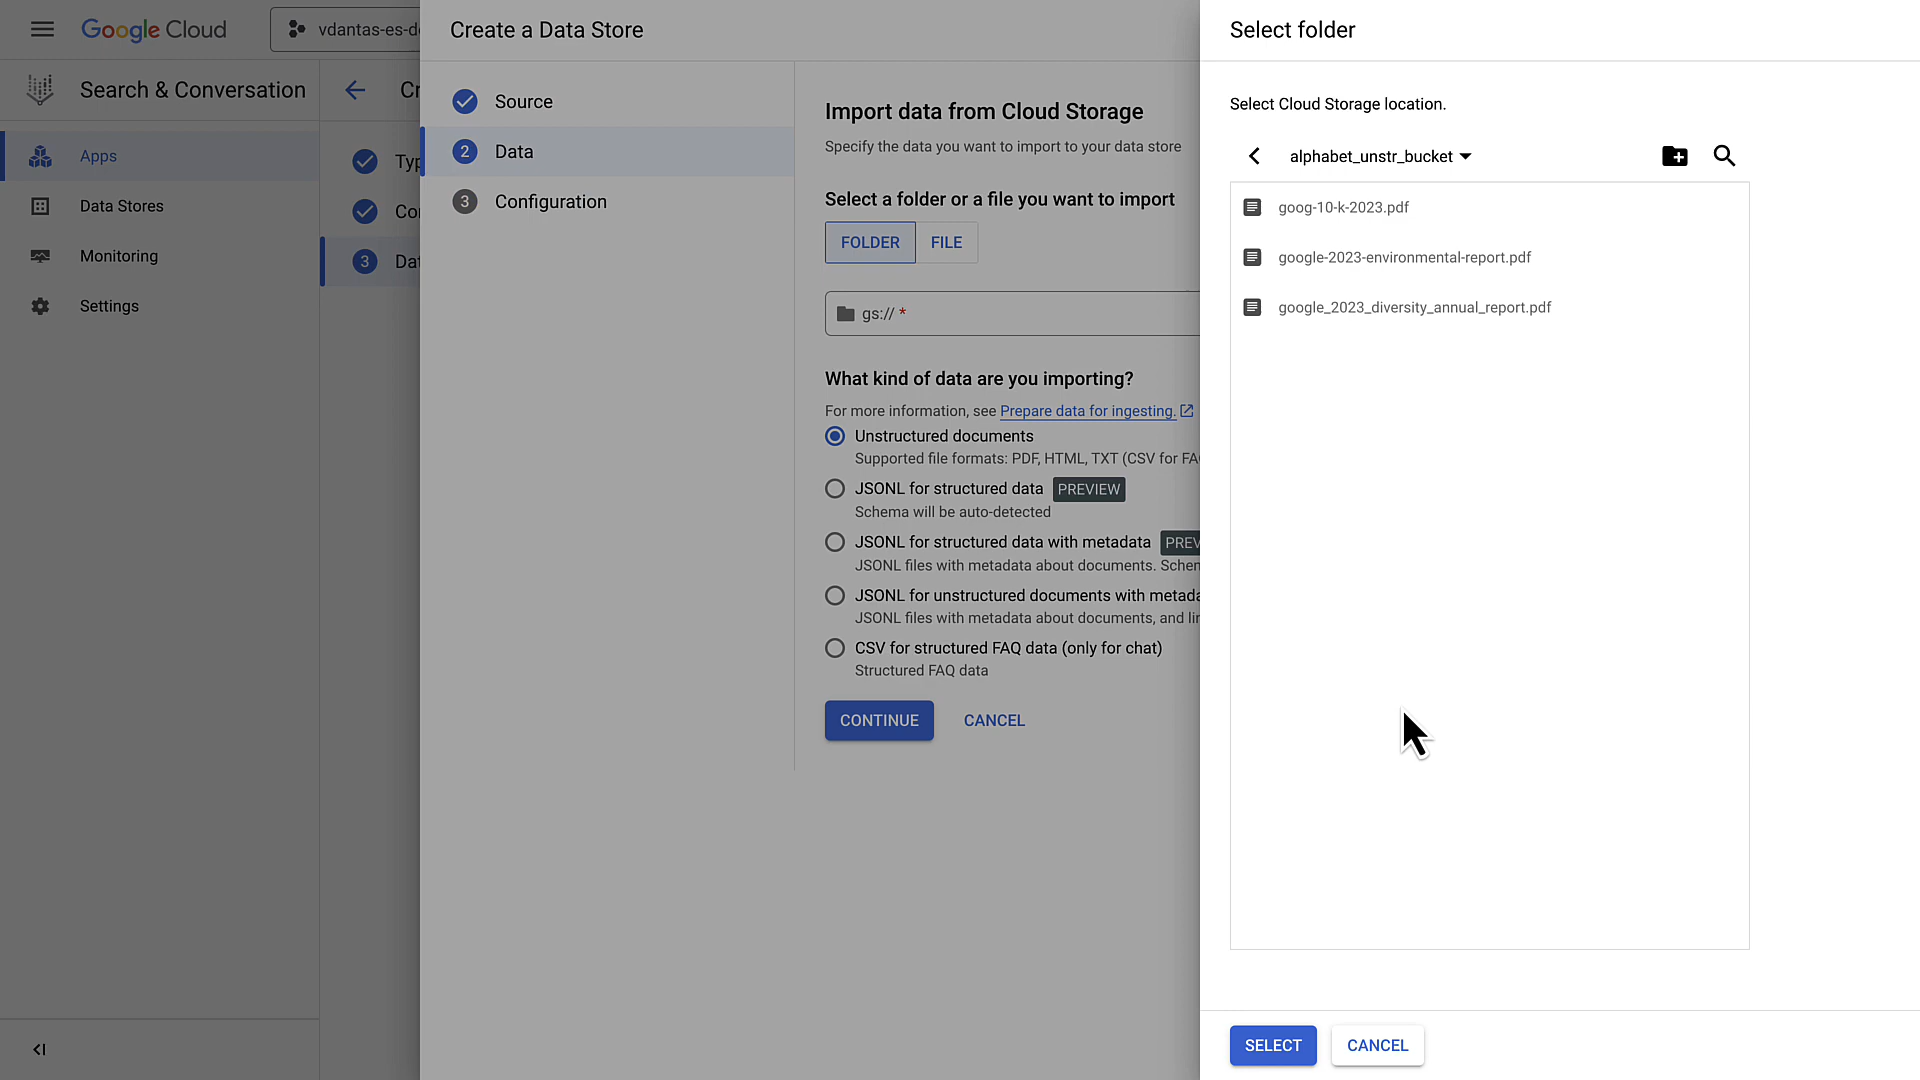 Google Cloud
vdantas-es-d
Search & Conversation
Apps
Data Stores
Monitoring
Settings
Cr
Typ
Co
3
Dat
Create a Data Store
Source
2
Data
3
Configuration
Import data from Cloud Storage
Specify the data you want to import to your data store
Select a folder or a file you want to import
FOLDER
FILE
gs:// *
What kind of data are you importing?
For more information, see Prepare data for ingesting.
Unstructured documents
Supported file formats: PDF, HTML, TXT (CSV for FA
JSONL for structured data PREVIEW
Schema will be auto-detected
JSONL for structured data with metadata PREV
JSONL files with metadata about documents. Schem
JSONL for unstructured documents with metada
JSONL files with metadata about documents, and lin
CSV for structured FAQ data (only for chat)
Structured FAQ data
CONTINUE
CANCEL
Select folder
Select Cloud Storage location.
alphabet_unstr_bucket
goog-10-k-2023.pdf
google-2023-environmental-report.pdf
google_2023_diversity_annual_report.pdf
SELECT
CANCEL